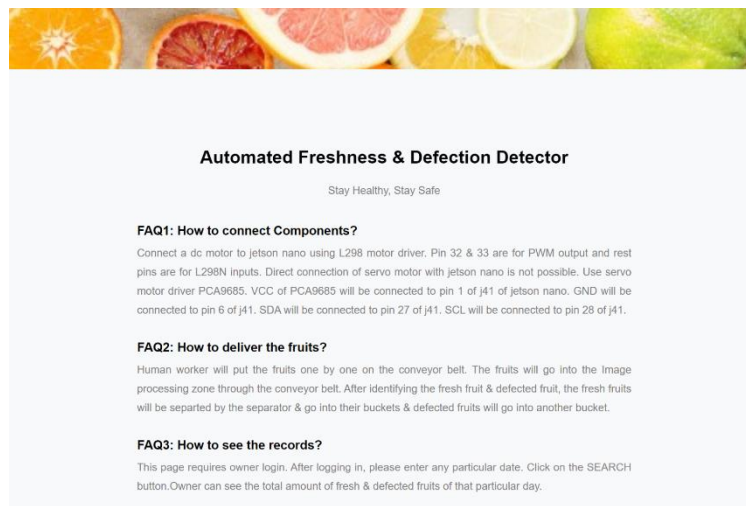 Automated Freshness & Defection Detector
Stay Healthy, Stay Safe
FAQ1: How to connect Components?
Connect a dc motor to jetson nano using L298 motor driver. Pin 32 & 33 are for PWM output and rest
pins are for L298N inputs. Direct connection of servo motor with jetson nano is not possible. Use servo
motor driver PCA9685. VCC of PCA9685 will be connected to pin 1 of j41 of jetson nano. GND will be
connected to pin 6 of j41. SDA will be connected to pin 27 of j41. SCL will be connected to pin 28 of j41.
FAQ2: How to deliver the fruits?
Human worker will put the fruits one by one on the conveyor belt. The fruits will go into the Image
processing zone through the conveyor belt. After identifying the fresh fruit & defected fruit, the fresh fruits
will be separted by the separator & go into their buckets & defected fruits will go into another bucket.
FAQ3: How to see the records?
This page requires owner login. After logging in, please enter any particular date. Click on the SEARCH
button.Owner can see the total amount of fresh & defected fruits of that particular day.